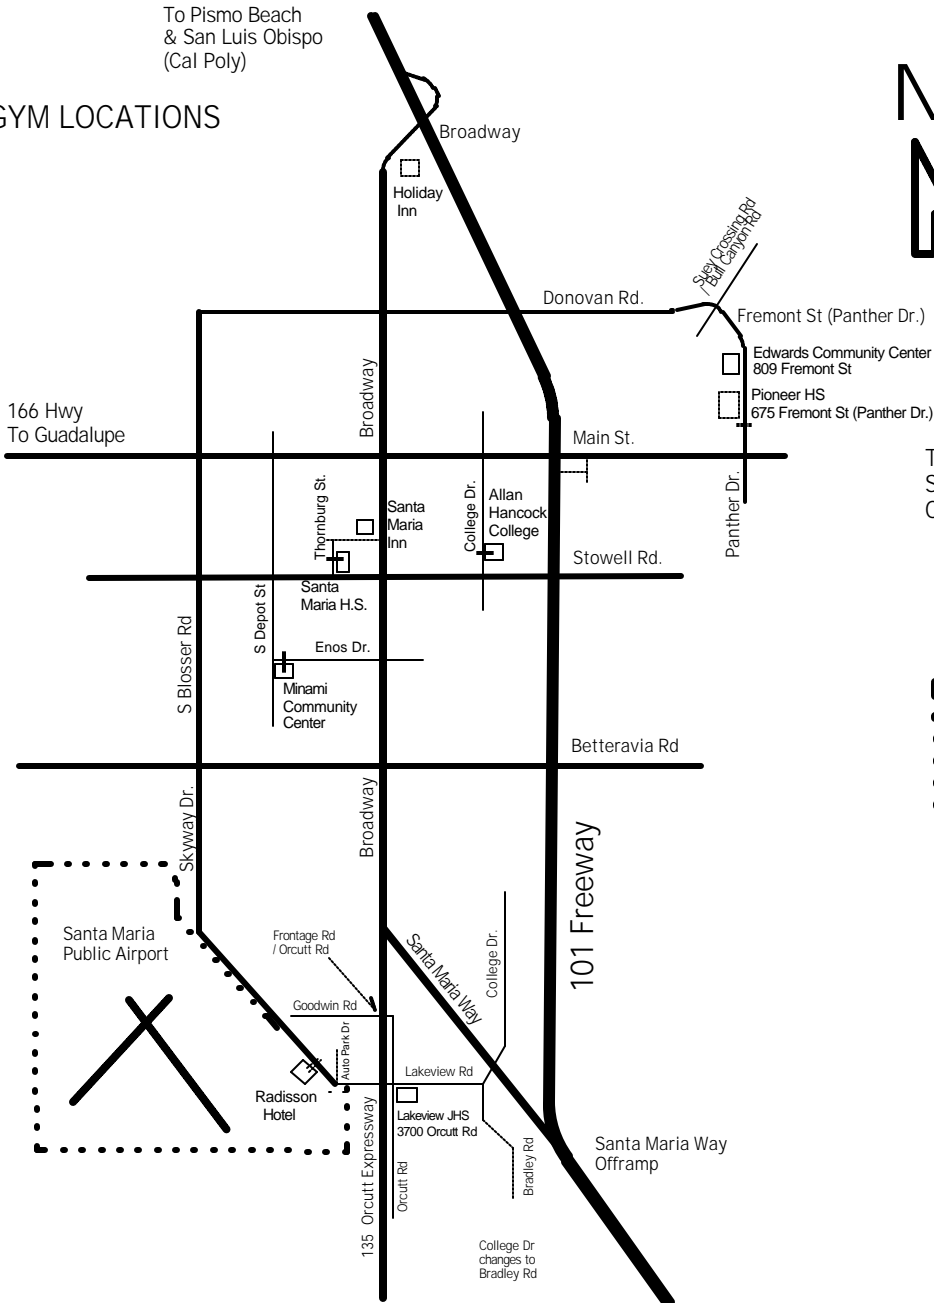 To Pismo Beach
& San Luis Obispo
(Cal Poly)
GYM LOCATIONS
Broadway
Holiday
Inn
Suey Crossing Rd
/ Bull Canyon Rd
Donovan Rd.
Fremont St (Panther Dr.)
Edwards Community Center
809 Fremont St
Pioneer HS
675 Fremont St (Panther Dr.)
Broadway
166 Hwy
To Guadalupe
Main St.
Panther Dr.
Thornburg St.
Santa
Maria
Inn
College Dr.
Allan
Hancock
College
Stowell Rd.
Santa
Maria H.S.
S Depot St
S Blosser Rd
Enos Dr.
Minami
Community
Center
Betteravia Rd
Skyway Dr.
Broadway
101 Freeway
Santa Maria
Public Airport
Frontage Rd
/ Orcutt Rd
Santa Maria Way
College Dr.
Goodwin Rd
Auto Park Dr
Lakeview Rd
Radisson
Hotel
Lakeview JHS
3700 Orcutt Rd
135 Orcutt Expressway
Orcutt Rd
Bradley Rd
Santa Maria Way
Offramp
College Dr
changes to
Bradley Rd